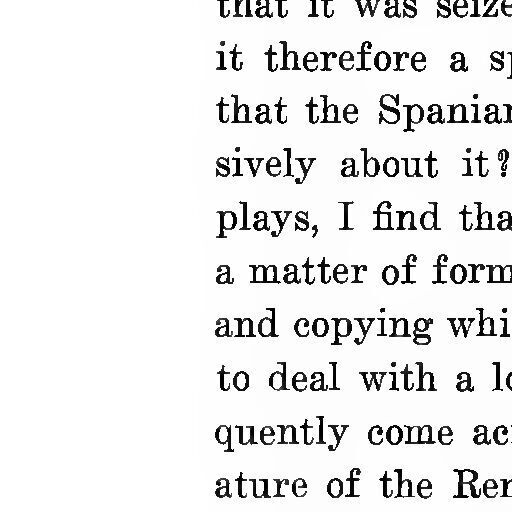 that it was seize
it therefore a sp
that the Spaniar
sively about it?
plays, I find tha
a matter of form
and copying whi
to deal with a lo
quently come ac
ature of the Ren